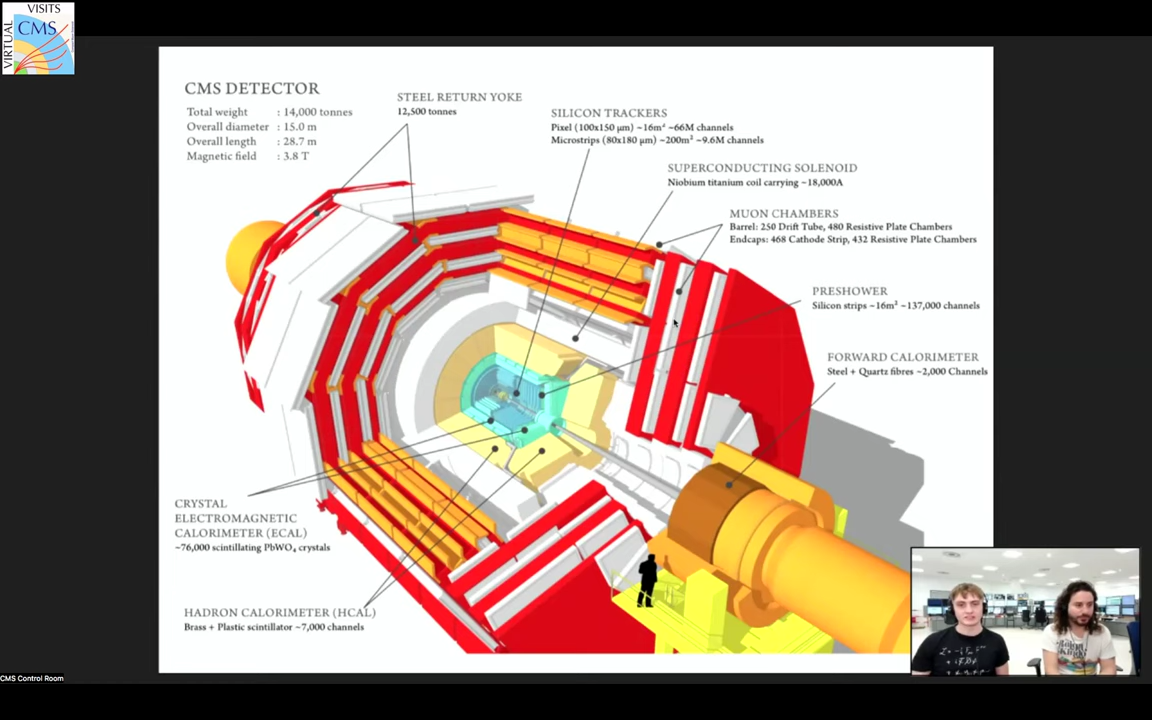 VISITS
VIRTUAL
CMS
CMS DETECTOR
Total weight : 14,000 tonnes
Overall diameter : 15.0 m
Overall length : 28.7 m
Magnetic field : 3.8 T
STEEL RETURN YOKE
12,500 tonnes
SILICON TRACKERS
Pixel (100x150 μm) ~16m² ~66M channels
Microstrips (80x180 μm) ~200m² ~9.6M channels
SUPERCONDUCTING SOLENOID
Niobium titanium coil carrying ~18,000A
MUON CHAMBERS
Barrel: 250 Drift Tube, 480 Resistive Plate Chambers
Endcaps: 468 Cathode Strip, 432 Resistive Plate Chambers
PRESHOWER
Silicon strips ~16m² ~137,000 channels
FORWARD CALORIMETER
Steel + Quartz fibres ~2,000 Channels
CRYSTAL
ELECTROMAGNETIC
CALORIMETER (ECAL)
~76,000 scintillating PbWO₄ crystals
HADRON CALORIMETER (HCAL)
Brass + Plastic scintillator ~7,000 channels
CMS Control Room